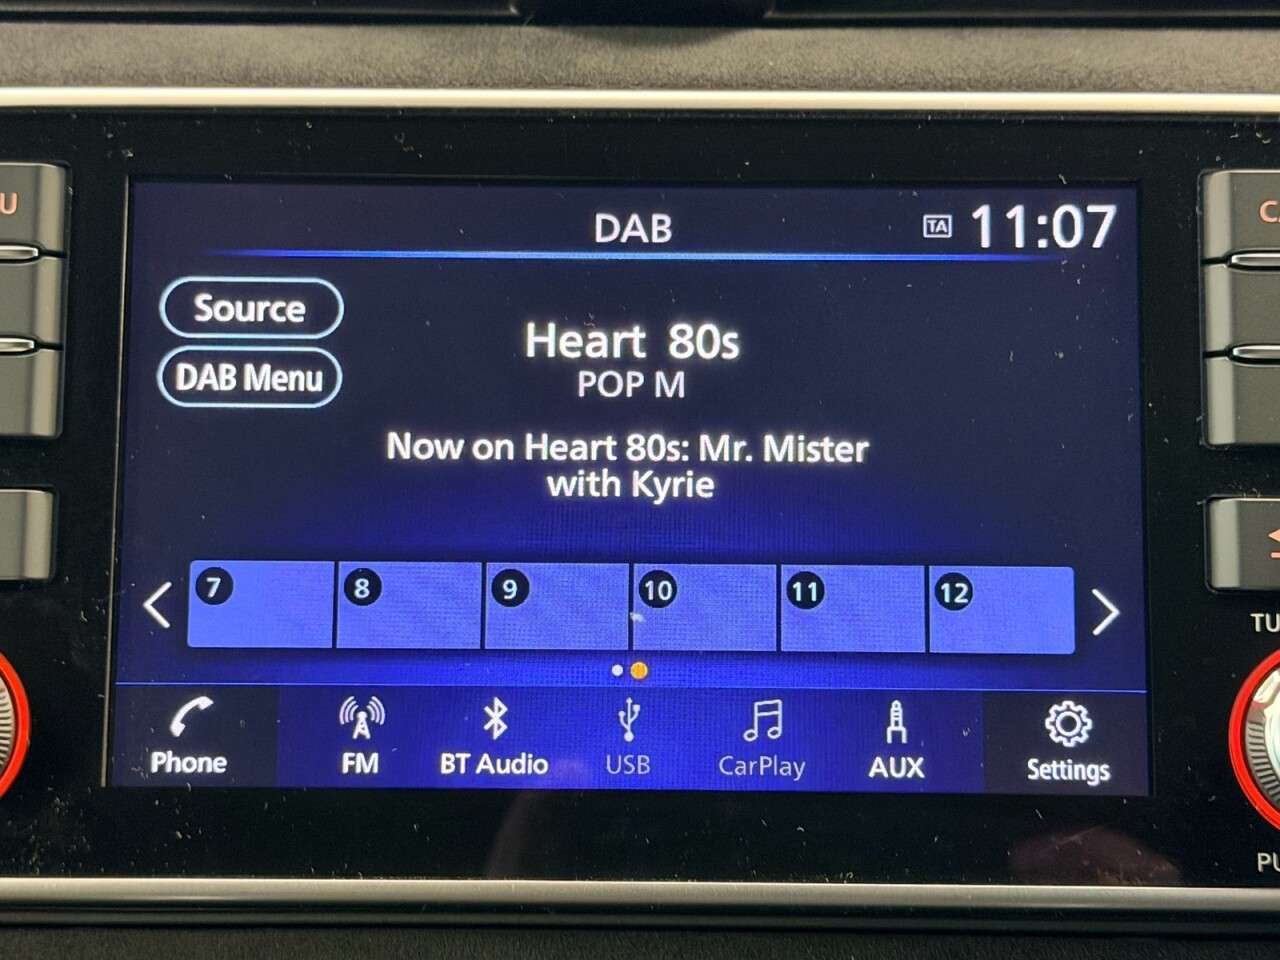 DAB
TA 11:07
Source
DAB Menu
Heart 80s
POP M
Now on Heart 80s: Mr. Mister
with Kyrie
7 8 9 10 11 12
Phone FM BT Audio USB CarPlay AUX Settings